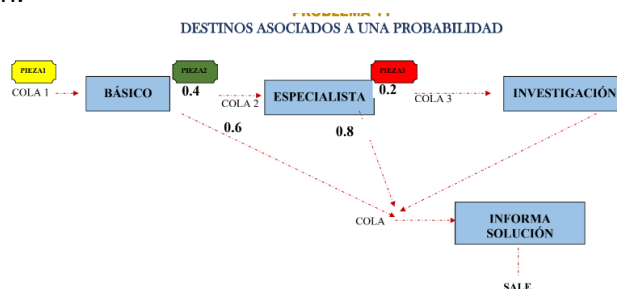 DESTINOS ASOCIADOS A UNA PROBABILIDAD
PIEZA1
PIEZA2
PIEZA3
COLA 1
BÁSICO
0.4
COLA 2
ESPECIALISTA
0.2
COLA 3
INVESTIGACIÓN
0.6
0.8
COLA
INFORMA
SOLUCIÓN
SALE